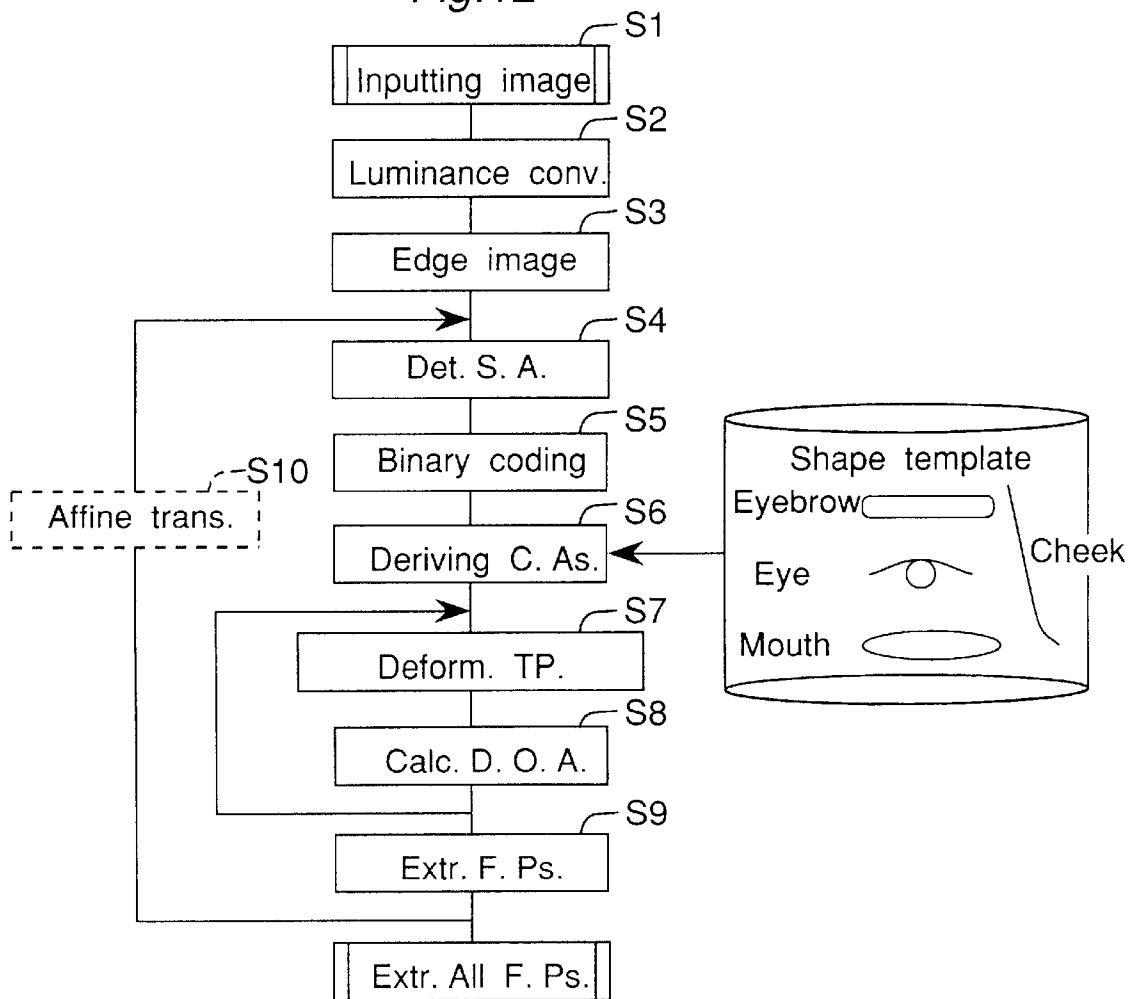 S1
Inputting image
S2
Luminance conv.
S3
Edge image
S4
Det. S. A.
S5
Binary coding
S10
Affine trans.
S6
Deriving C. As.
Shape template
Eyebrow
Cheek
Eye
Mouth
S7
Deform. TP.
S8
Calc. D. O. A.
S9
Extr. F. Ps.
Extr. All F. Ps.